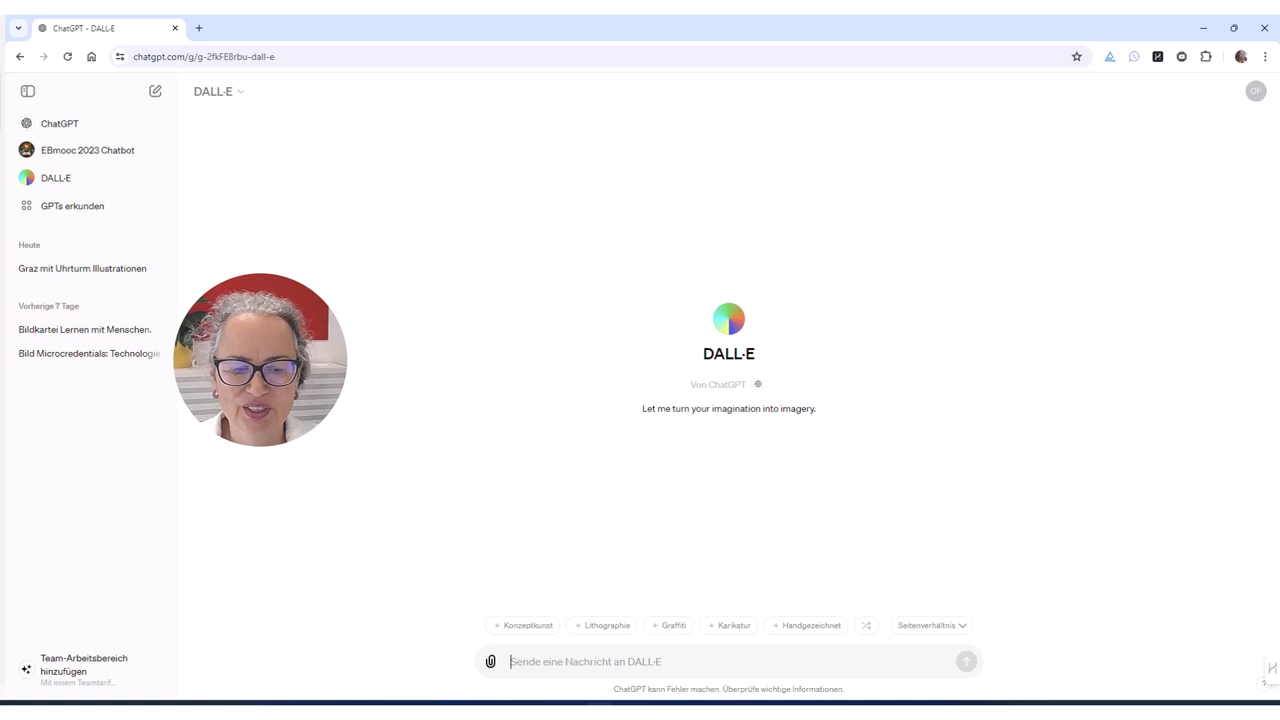 ChatGPT - DALL·E
chatgpt.com/g/g-2fkFE8rbu-dall-e
DALL·E
OF
ChatGPT
EBmooc 2023 Chatbot
DALL·E
GPTs erkunden
Heute
Graz mit Uhrturm Illustrationen
Vorherige 7 Tage
Bildkartei Lernen mit Menschen.
Bild Microcredentials: Technologie
DALL·E
Von ChatGPT
Let me turn your imagination into imagery.
+ Konzeptkunst + Lithographie + Graffiti + Karikatur + Handgezeichnet Seitenverhältnis
Sende eine Nachricht an DALL·E
Team-Arbeitsbereich
hinzufügen
Mit einem Teamtarif...
ChatGPT kann Fehler machen. Überprüfe wichtige Informationen.
?